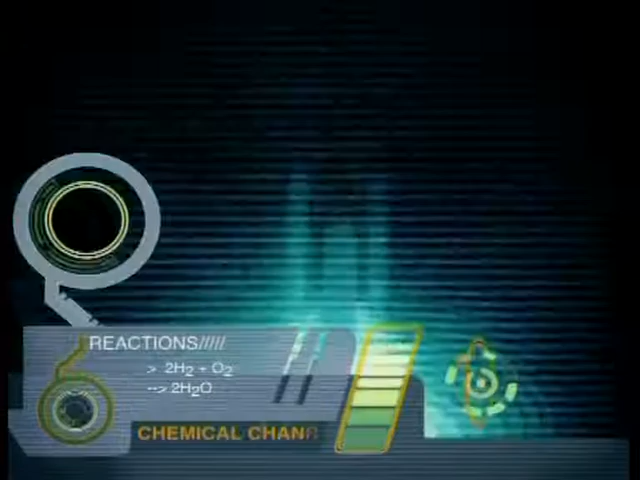 REACTIONS/////
> 2H2 + O2
--> 2H2O
CHEMICAL CHAN